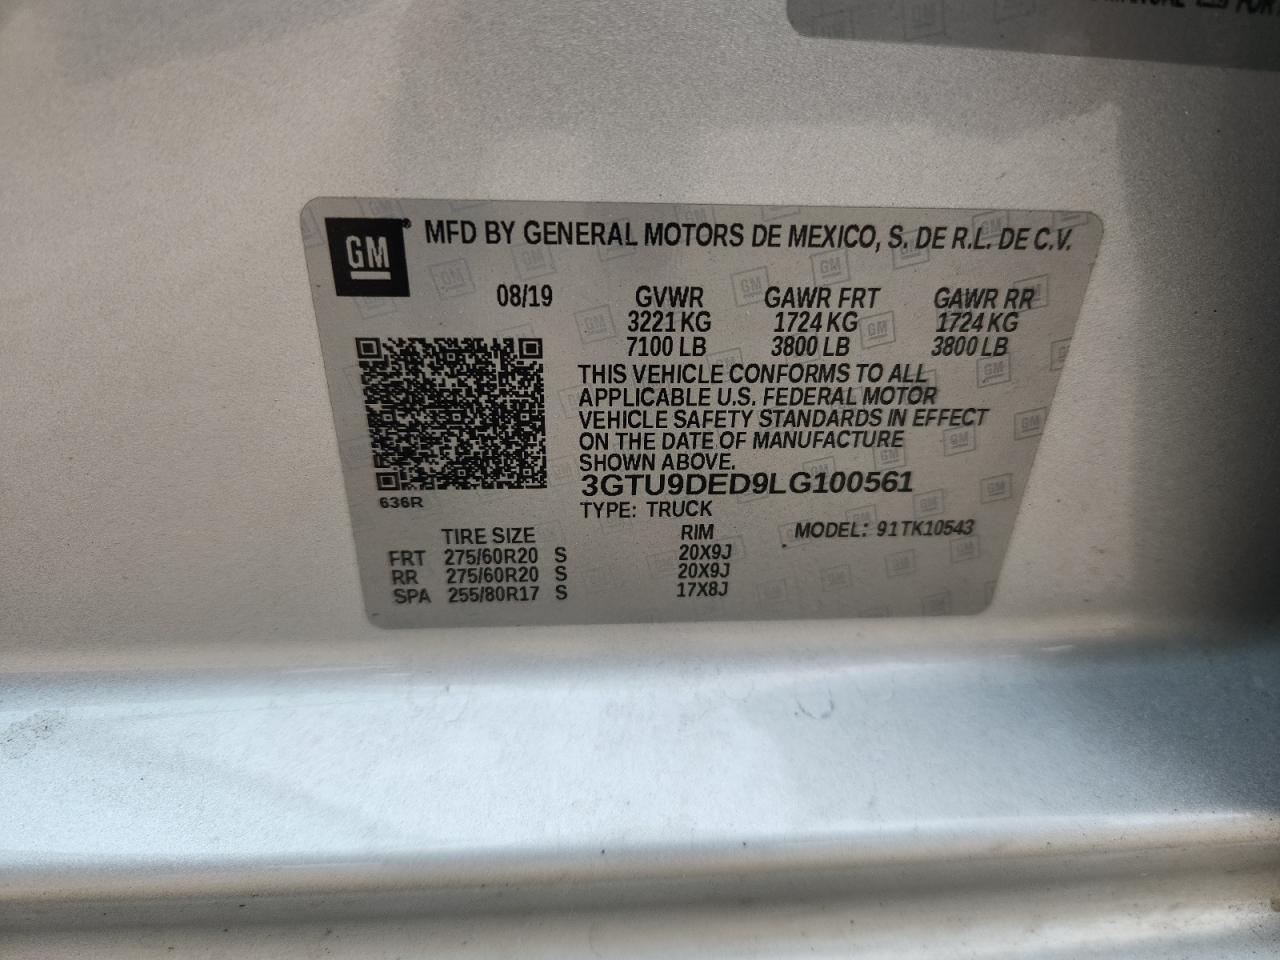 GM® MFD BY GENERAL MOTORS DE MEXICO, S. DE R.L. DE C.V.
08/19 GVWR GAWR FRT GAWR RR
3221 KG 1724 KG 1724 KG
7100 LB 3800 LB 3800 LB
THIS VEHICLE CONFORMS TO ALL
APPLICABLE U.S. FEDERAL MOTOR
VEHICLE SAFETY STANDARDS IN EFFECT
ON THE DATE OF MANUFACTURE
SHOWN ABOVE.
636R 3GTU9DED9LG100561
TYPE: TRUCK
TIRE SIZE RIM MODEL: 91TK10543
FRT 275/60R20 S 20X9J
RR 275/60R20 S 20X9J
SPA 255/80R17 S 17X8J